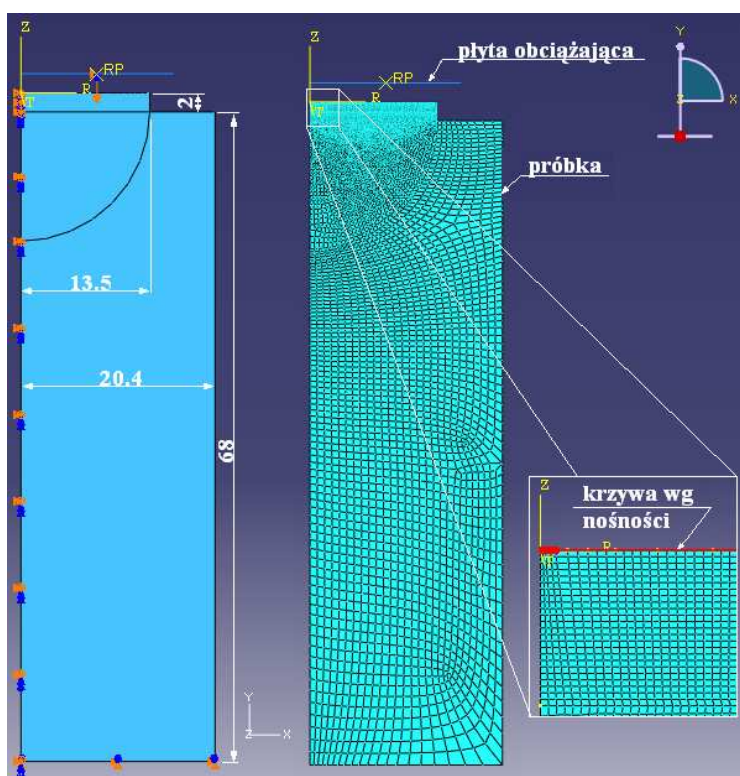 Z
RP
R
T
2
13.5
20.4
68
Y
Z
X
Z
płyta obciążająca
RP
R
T
próbka
Y
Z
X
Z
krzywa wg
nośności
R
T